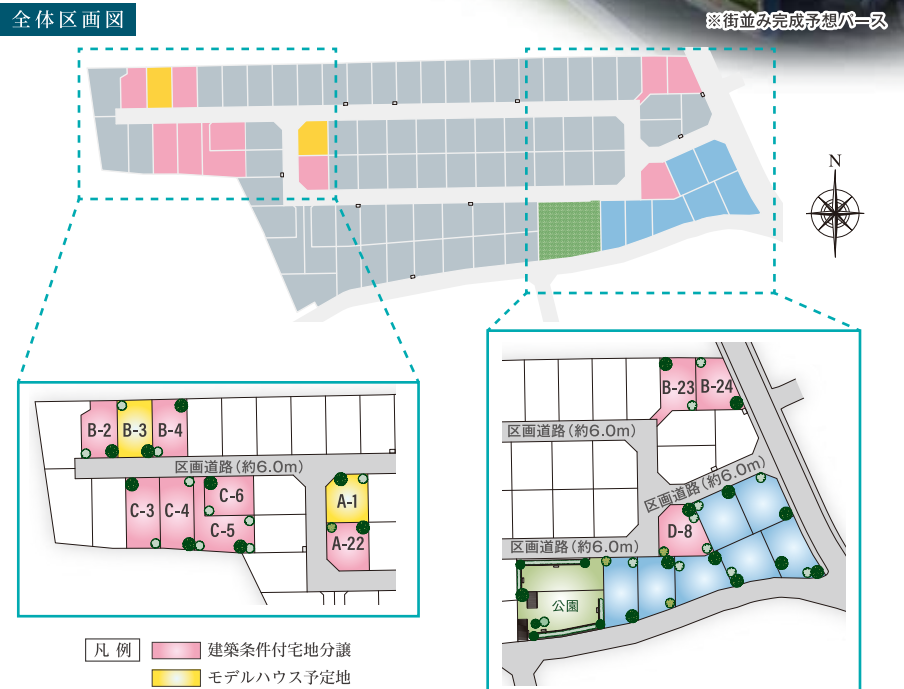 全体区画図
※街並み完成予想パース
N
B-2
B-3
B-4
区画道路(約6.0m)
C-3
C-4
C-6
C-5
A-1
A-22
B-23
B-24
区画道路(約6.0m)
区画道路(約6.0m)
D-8
区画道路(約6.0m)
公園
凡例
建築条件付宅地分譲
モデルハウス予定地